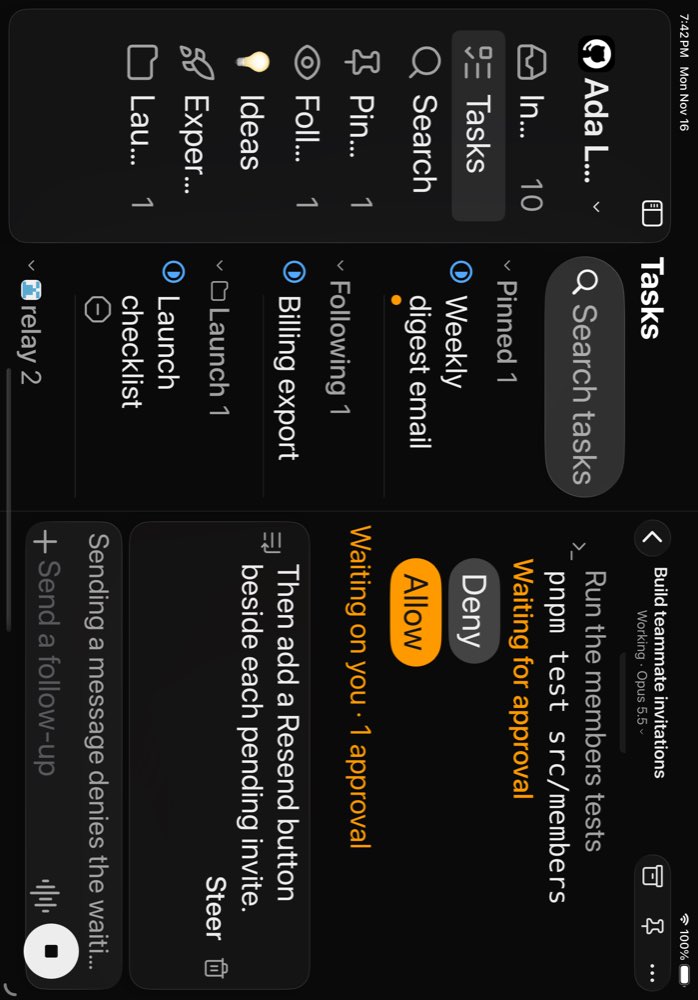 7:42 PM Mon Nov 16
100%
Ada L...
In... 10
Tasks
Search
Pin... 1
Foll... 1
Ideas
Exper...
Lau... 1
Tasks
Search tasks
Pinned 1
Weekly
digest email
Following 1
Billing export
Launch 1
Launch
checklist
relay 2
Build teammate invitations
Working · Opus 5.5
Run the members tests
pnpm test src/members
Waiting for approval
Deny
Allow
Waiting on you · 1 approval
Then add a Resend button
beside each pending invite.
Steer
Sending a message denies the waiti...
Send a follow-up